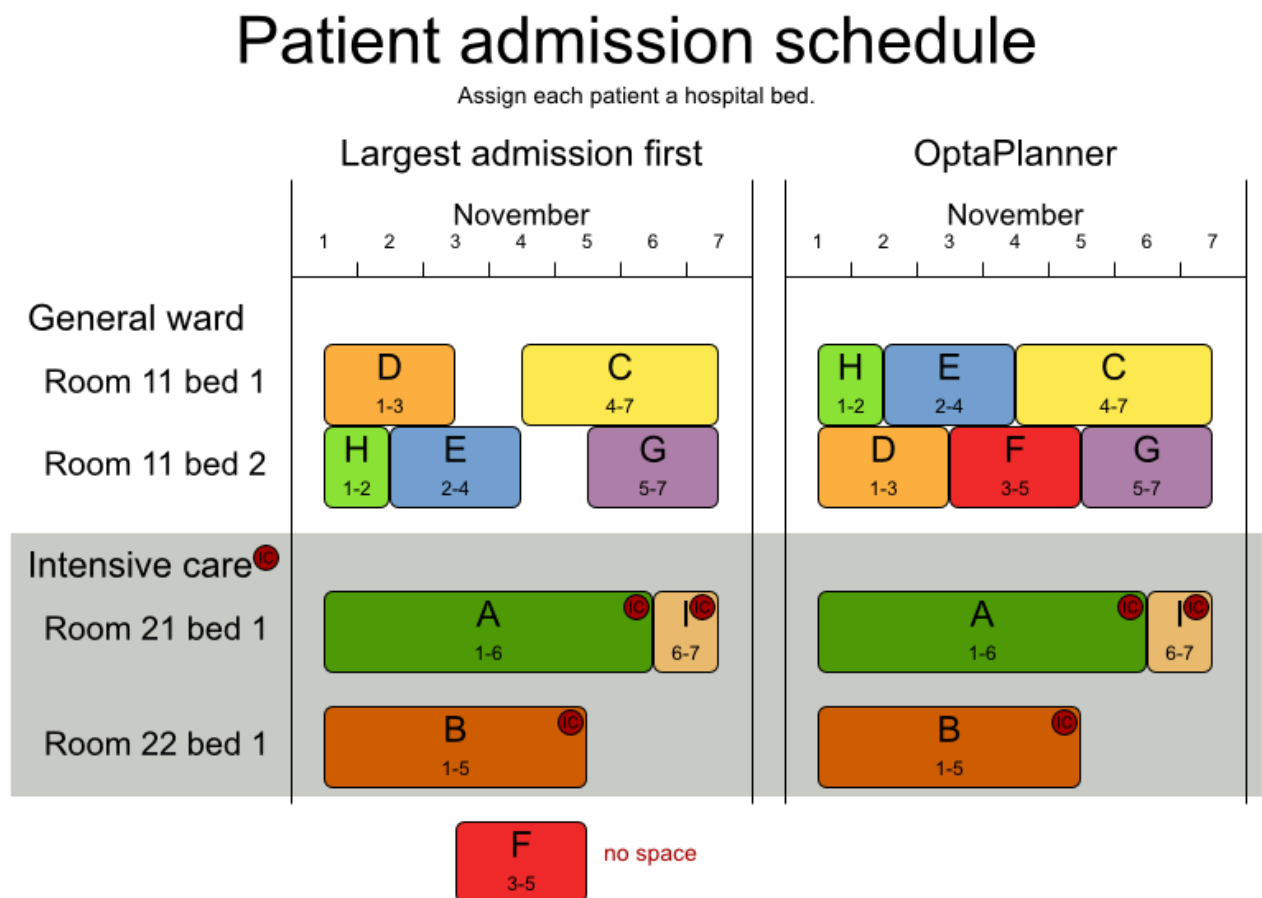 Patient admission schedule
Assign each patient a hospital bed.
Largest admission first
OptaPlanner
November
November
1 2 3 4 5 6 7
1 2 3 4 5 6 7
General ward
Room 11 bed 1
D
1-3
C
4-7
H
1-2
E
2-4
C
4-7
Room 11 bed 2
H
1-2
E
2-4
G
5-7
D
1-3
F
3-5
G
5-7
Intensive care IC
Room 21 bed 1
A IC
1-6
I IC
6-7
A IC
1-6
I IC
6-7
Room 22 bed 1
B IC
1-5
B IC
1-5
F
3-5
no space